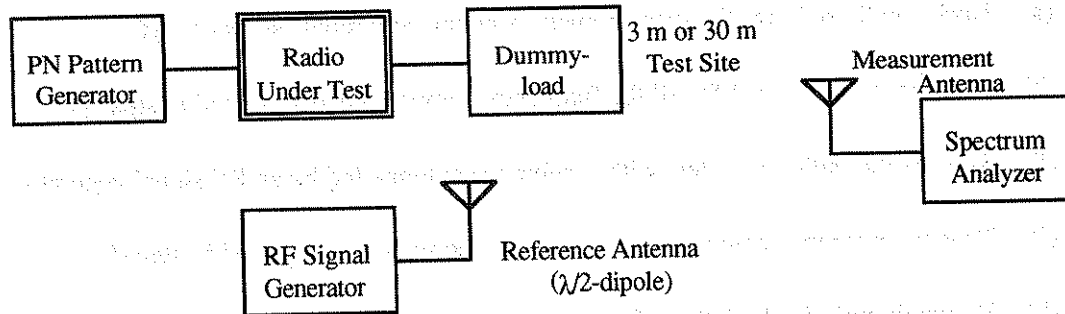 PN Pattern
Generator
Radio
Under Test
Dummy-
load
3 m or 30 m
Test Site
Measurement
Antenna
Spectrum
Analyzer
RF Signal
Generator
Reference Antenna
(λ/2-dipole)